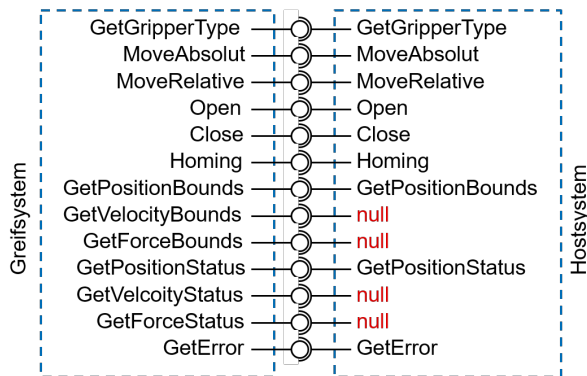 GetGripperType GetGripperType
MoveAbsolut MoveAbsolut
MoveRelative MoveRelative
Open Open
Close Close
Homing Homing
GetPositionBounds GetPositionBounds
GetVelocityBounds null
GetForceBounds null
GetPositionStatus GetPositionStatus
GetVelcoityStatus null
GetForceStatus null
GetError GetError
Greifsystem
Hostsystem